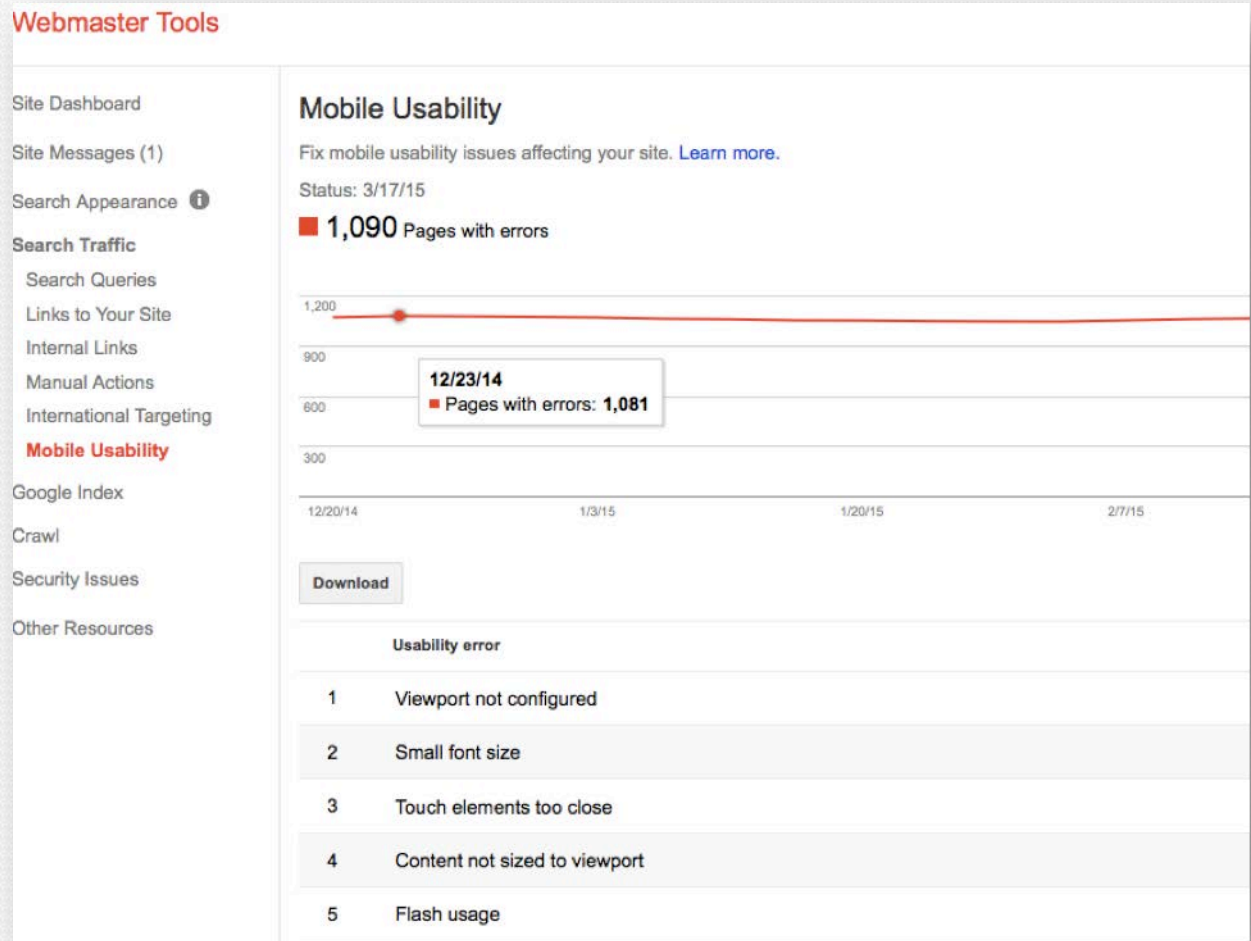 Webmaster Tools
Site Dashboard
Site Messages (1)
Search Appearance
Search Traffic
Search Queries
Links to Your Site
Internal Links
Manual Actions
International Targeting
Mobile Usability
Google Index
Crawl
Security Issues
Other Resources
Mobile Usability
Fix mobile usability issues affecting your site. Learn more.
Status: 3/17/15
1,090 Pages with errors
1,200
900
600
300
12/23/14
Pages with errors: 1,081
12/20/14 1/3/15 1/20/15 2/7/15
Download
Usability error
1 Viewport not configured
2 Small font size
3 Touch elements too close
4 Content not sized to viewport
5 Flash usage